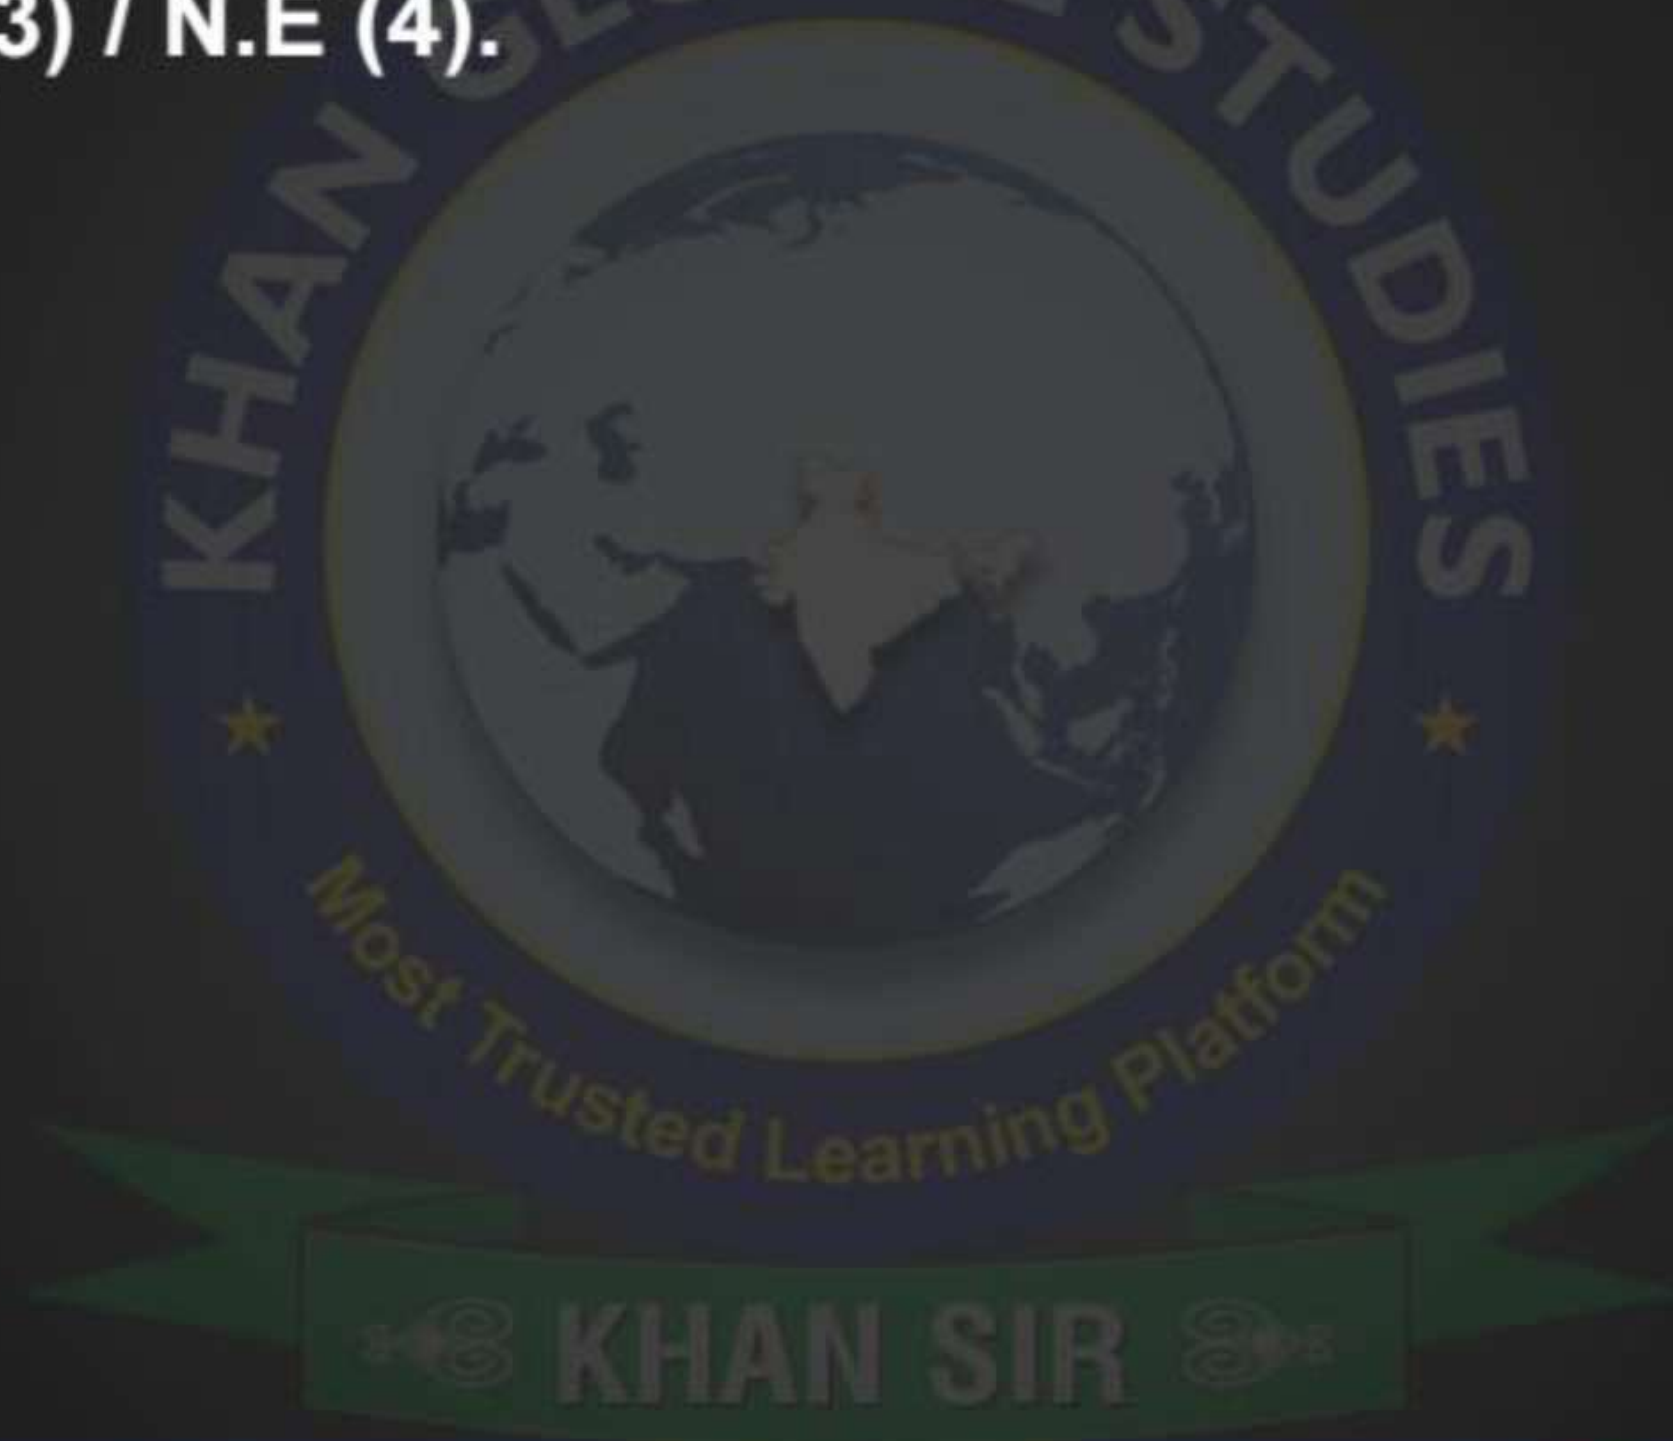 3) / N.E (4).
KHAN
STUDIES
Most Trusted Learning Platform
KHAN SIR